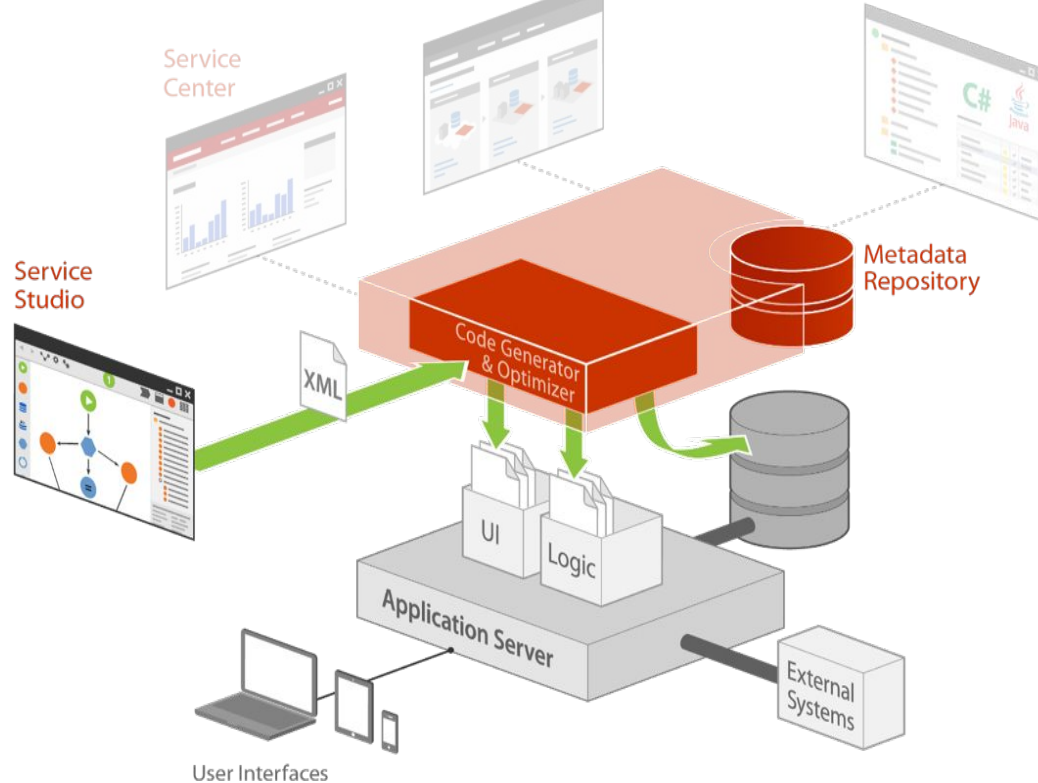 Service
Center
C#
Java
Service
Studio
1
Metadata
Repository
Code Generator
& Optimizer
XML
UI
Logic
Application Server
External
Systems
User Interfaces